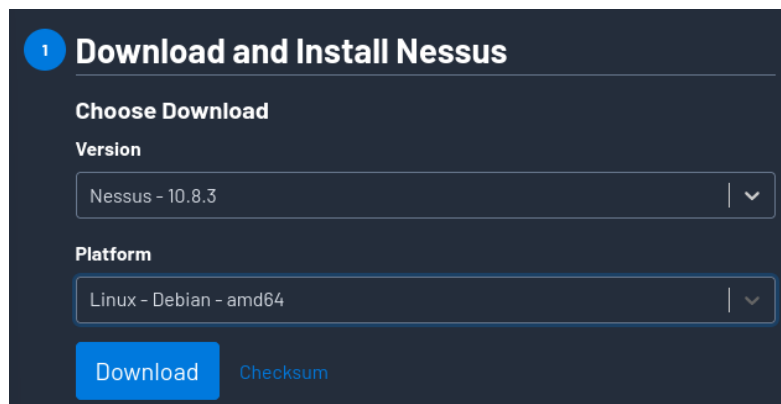 1
Download and Install Nessus
Choose Download
Version
Nessus - 10.8.3
Platform
Linux - Debian - amd64
Download Checksum